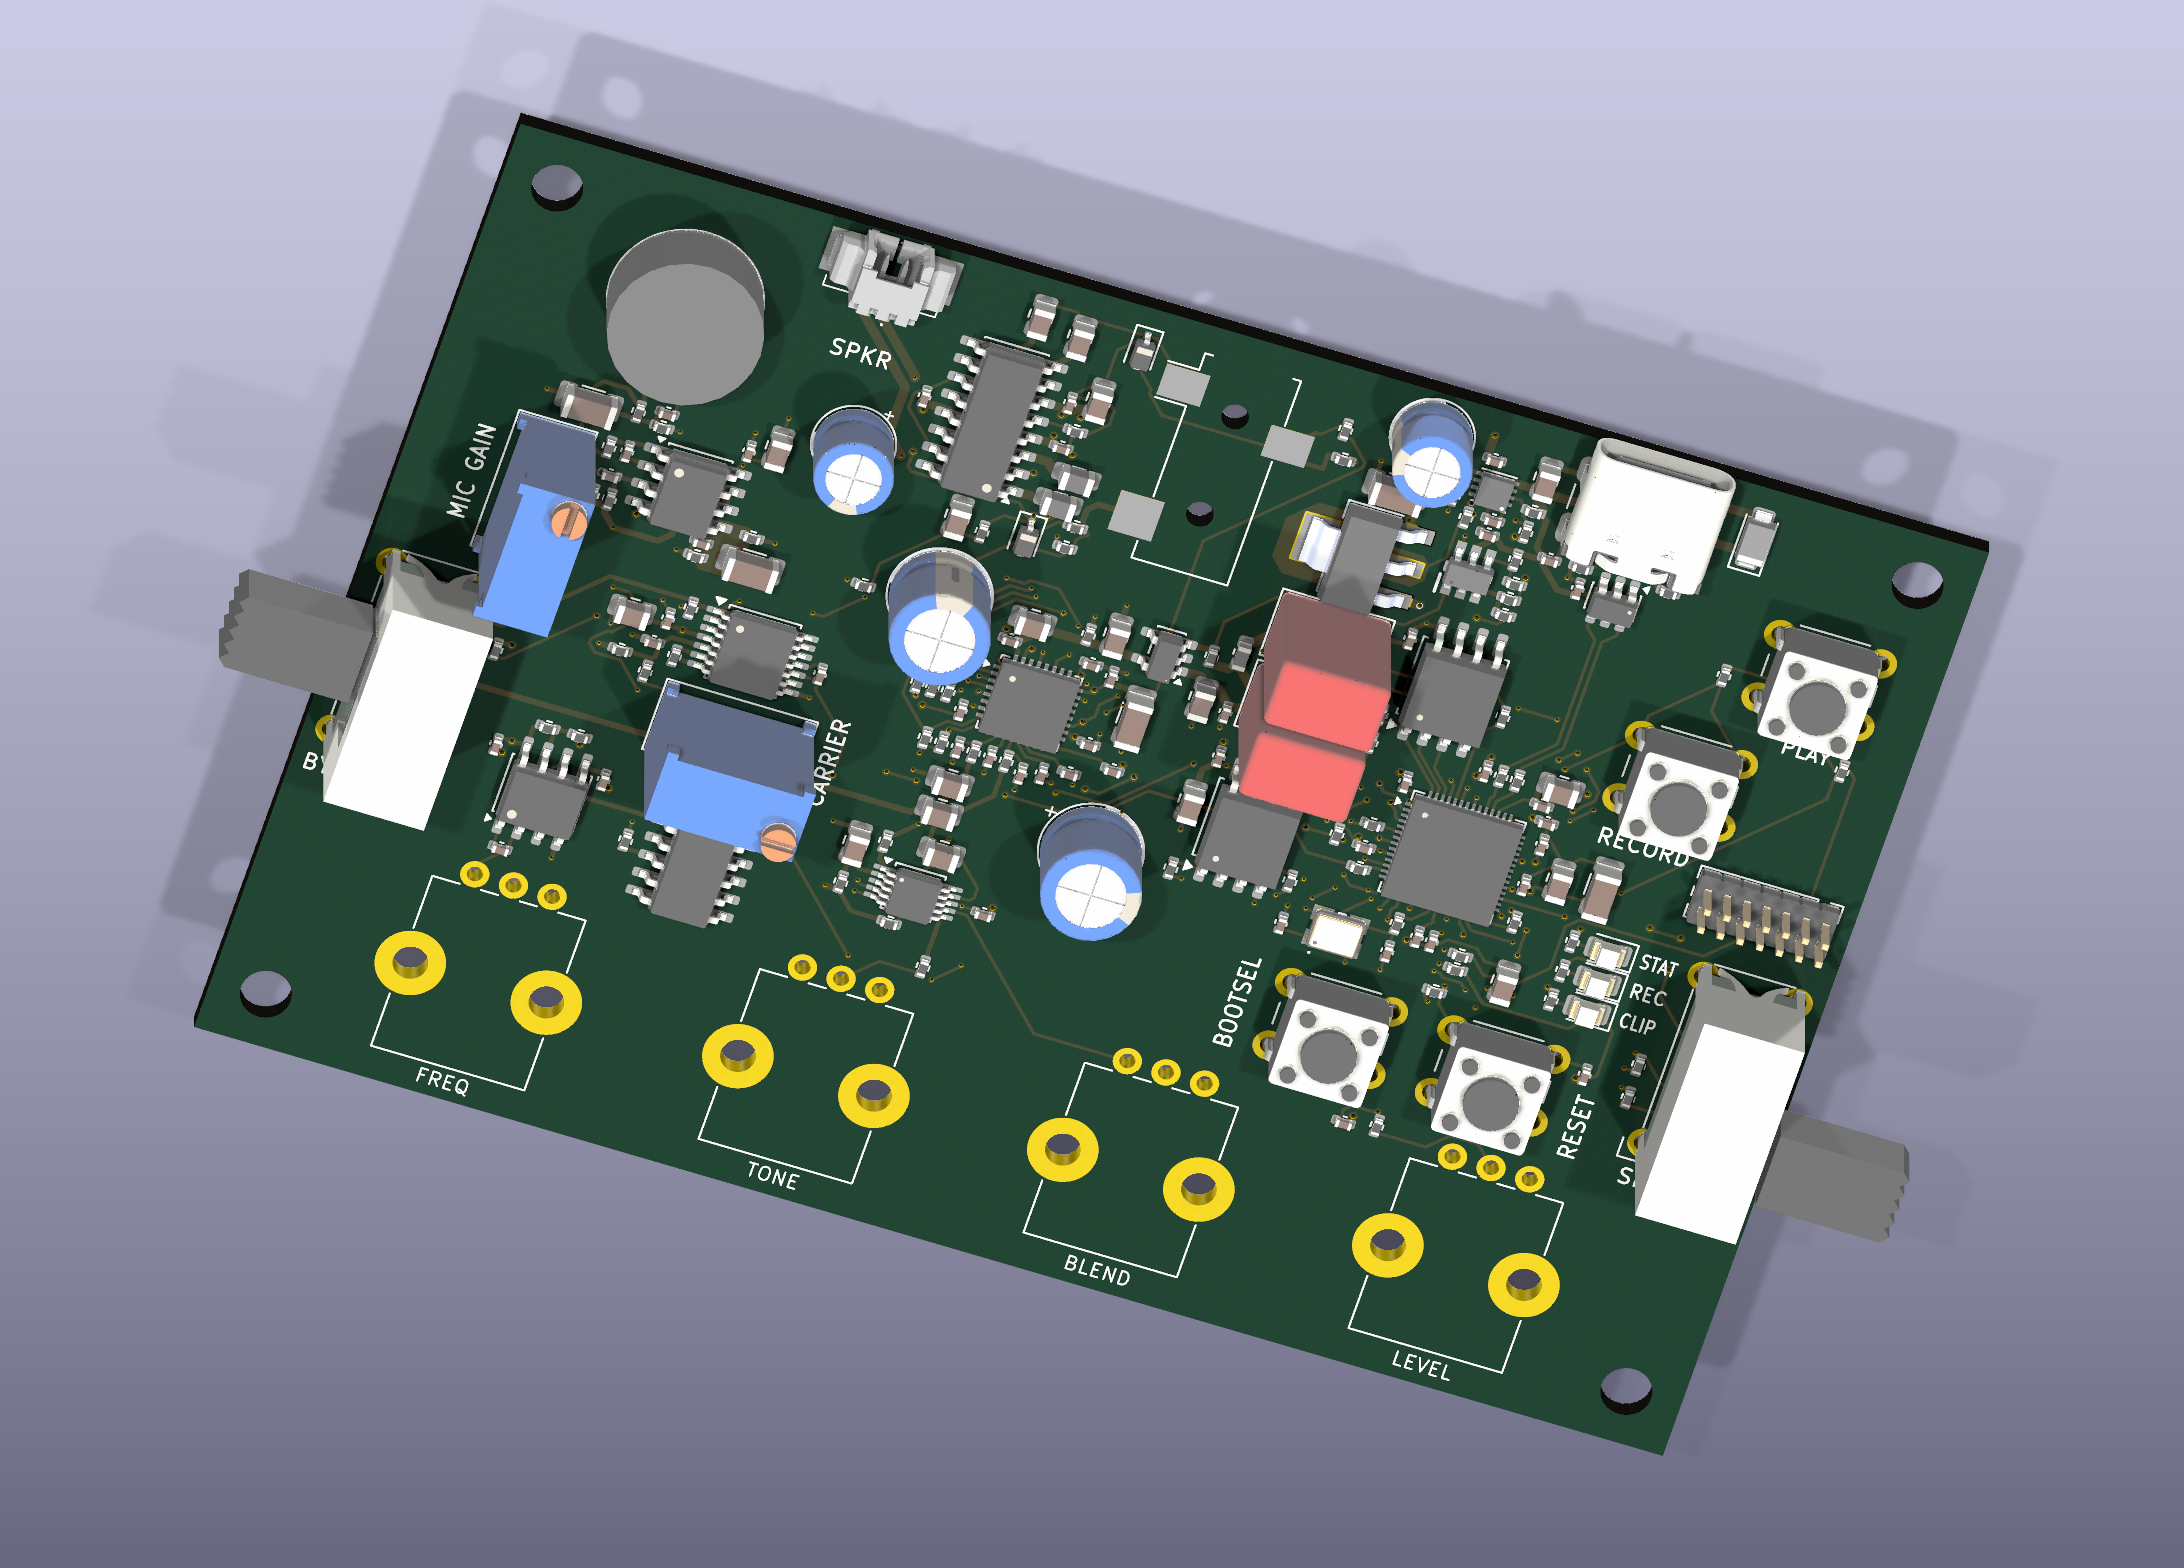 SPKR
MIC GAIN
CARRIER
PLAY
RECORD
STAT
REC
CLIP
BOOTSEL
RESET
FREQ
TONE
BLEND
LEVEL